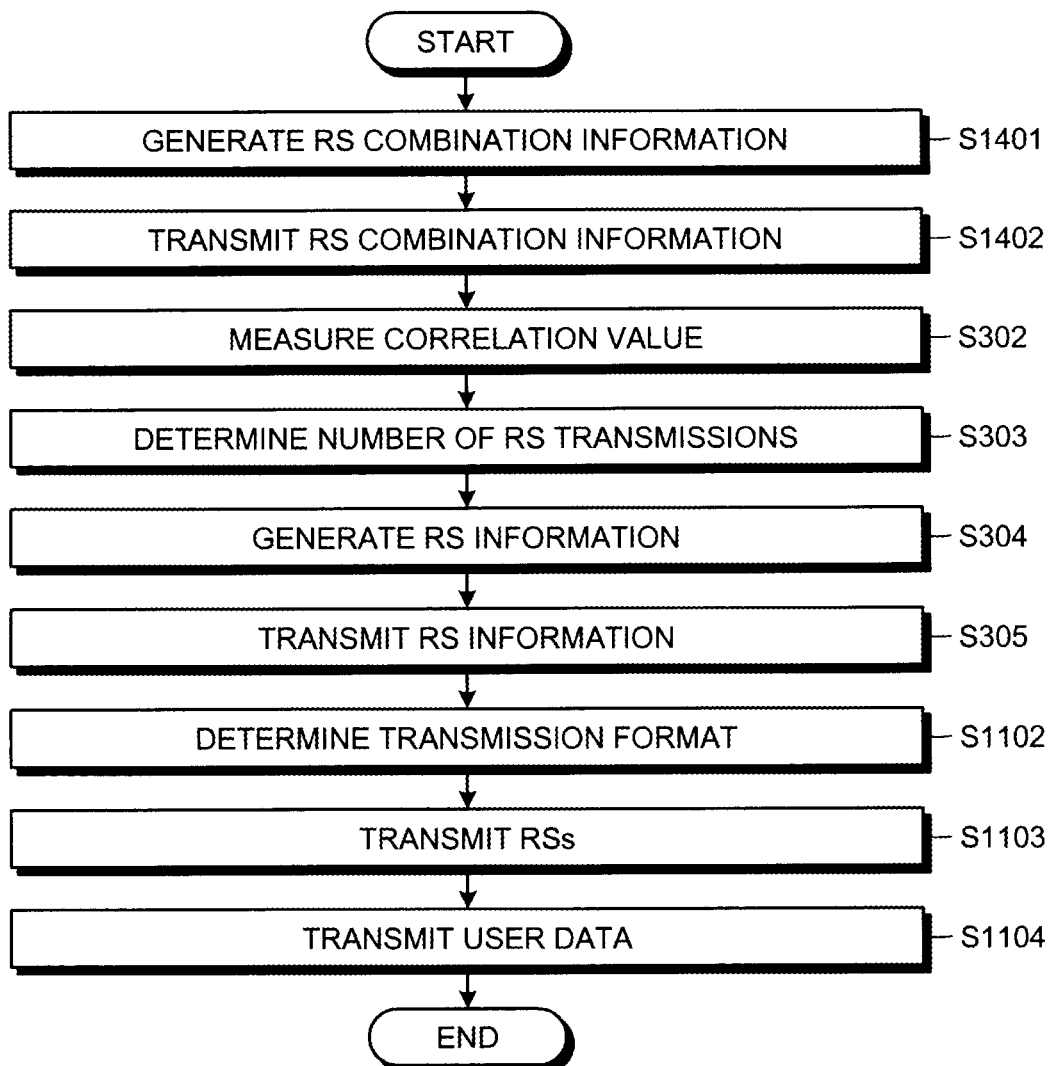 START
GENERATE RS COMBINATION INFORMATION S1401
TRANSMIT RS COMBINATION INFORMATION S1402
MEASURE CORRELATION VALUE S302
DETERMINE NUMBER OF RS TRANSMISSIONS S303
GENERATE RS INFORMATION S304
TRANSMIT RS INFORMATION S305
DETERMINE TRANSMISSION FORMAT S1102
TRANSMIT RSs S1103
TRANSMIT USER DATA S1104
END